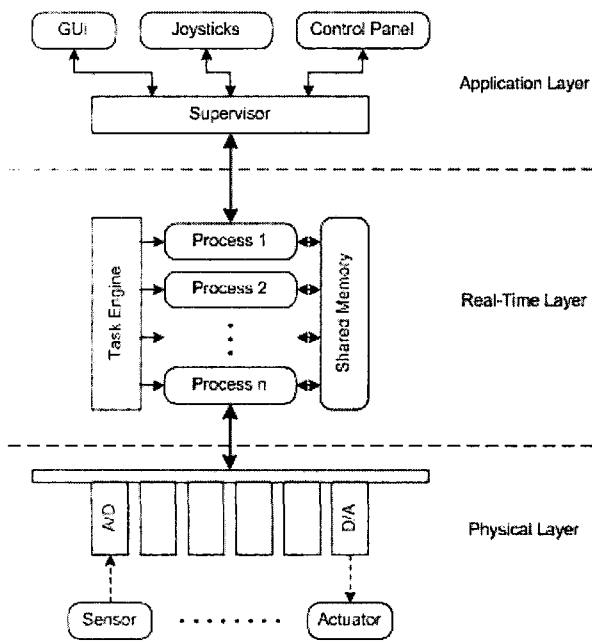 GUI
Joysticks
Control Panel
Application Layer
Supervisor
Task Engine
Process 1
Process 2
Process n
Shared Memory
Real-Time Layer
A/D
D/A
Physical Layer
Sensor
Actuator